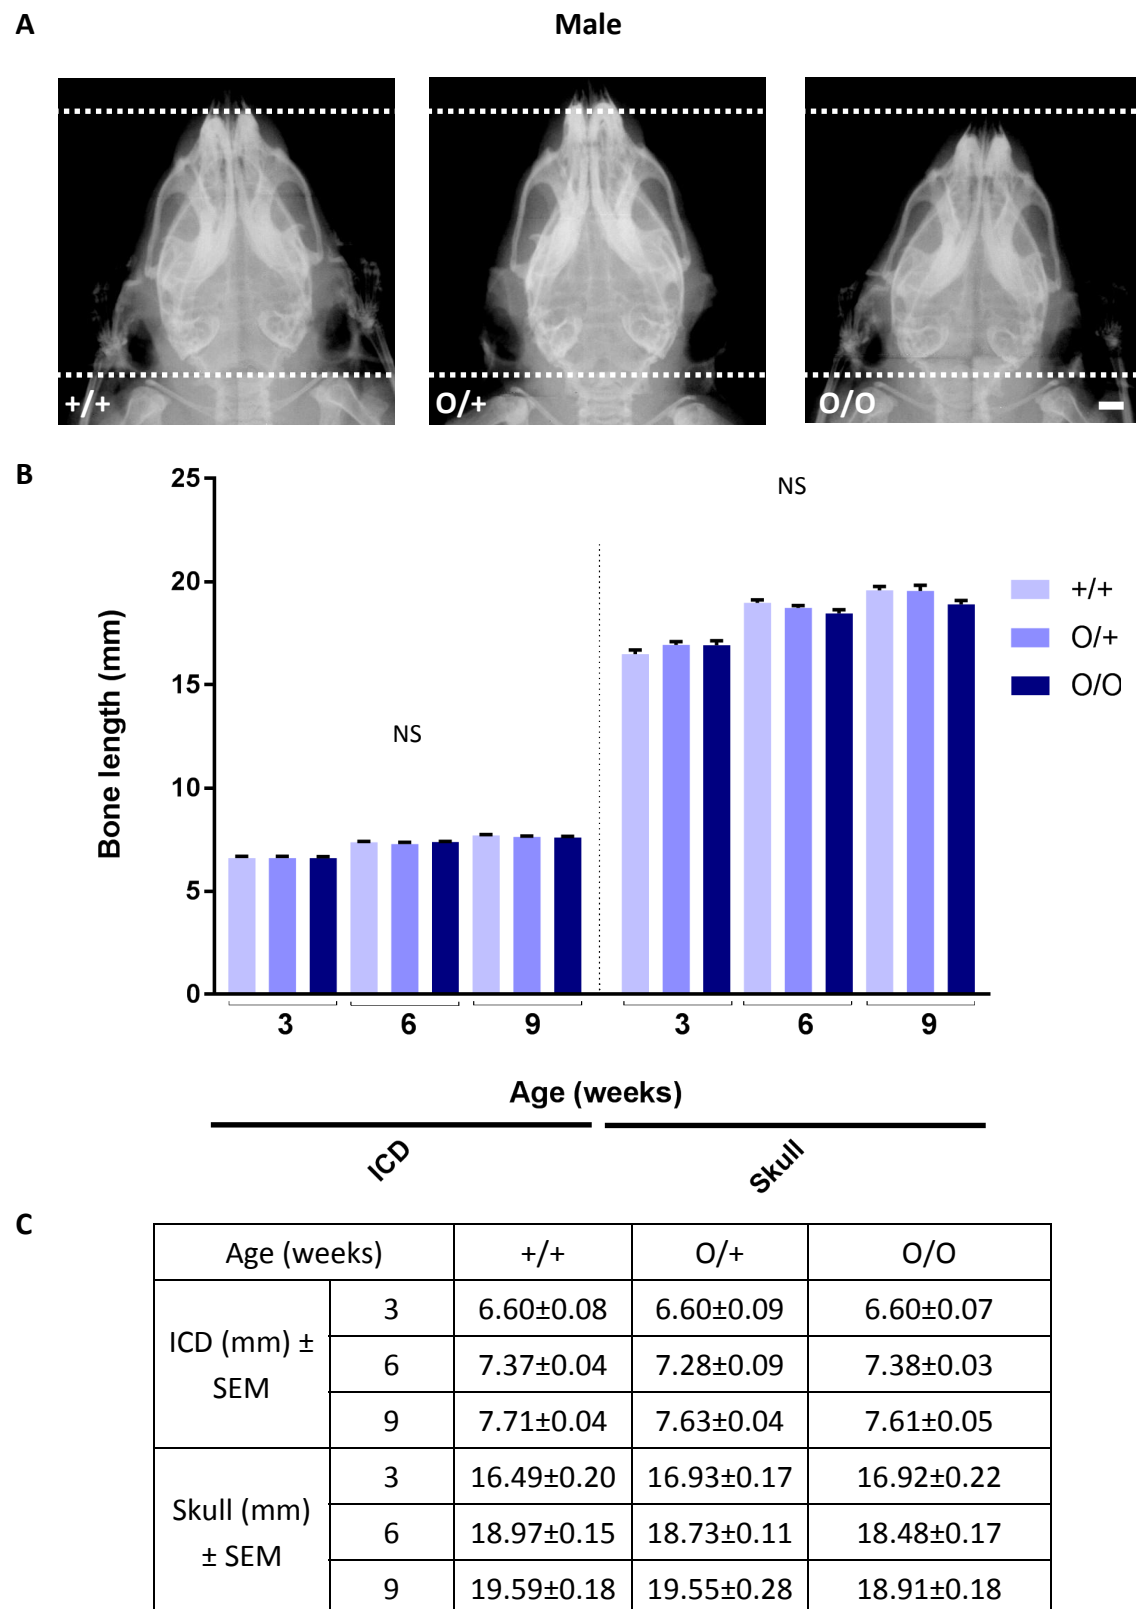 A
Male
+/+
O/+
O/O
B
25
20
15
10
5
0
Bone length (mm)
NS
NS
+/+
O/+
O/O
3 6 9 3 6 9
Age (weeks)
ICD
Skull
C
Age (weeks) +/+ O/+ O/O
ICD (mm) ± SEM
3 6.60±0.08 6.60±0.09 6.60±0.07
6 7.37±0.04 7.28±0.09 7.38±0.03
9 7.71±0.04 7.63±0.04 7.61±0.05
Skull (mm) ± SEM
3 16.49±0.20 16.93±0.17 16.92±0.22
6 18.97±0.15 18.73±0.11 18.48±0.17
9 19.59±0.18 19.55±0.28 18.91±0.18